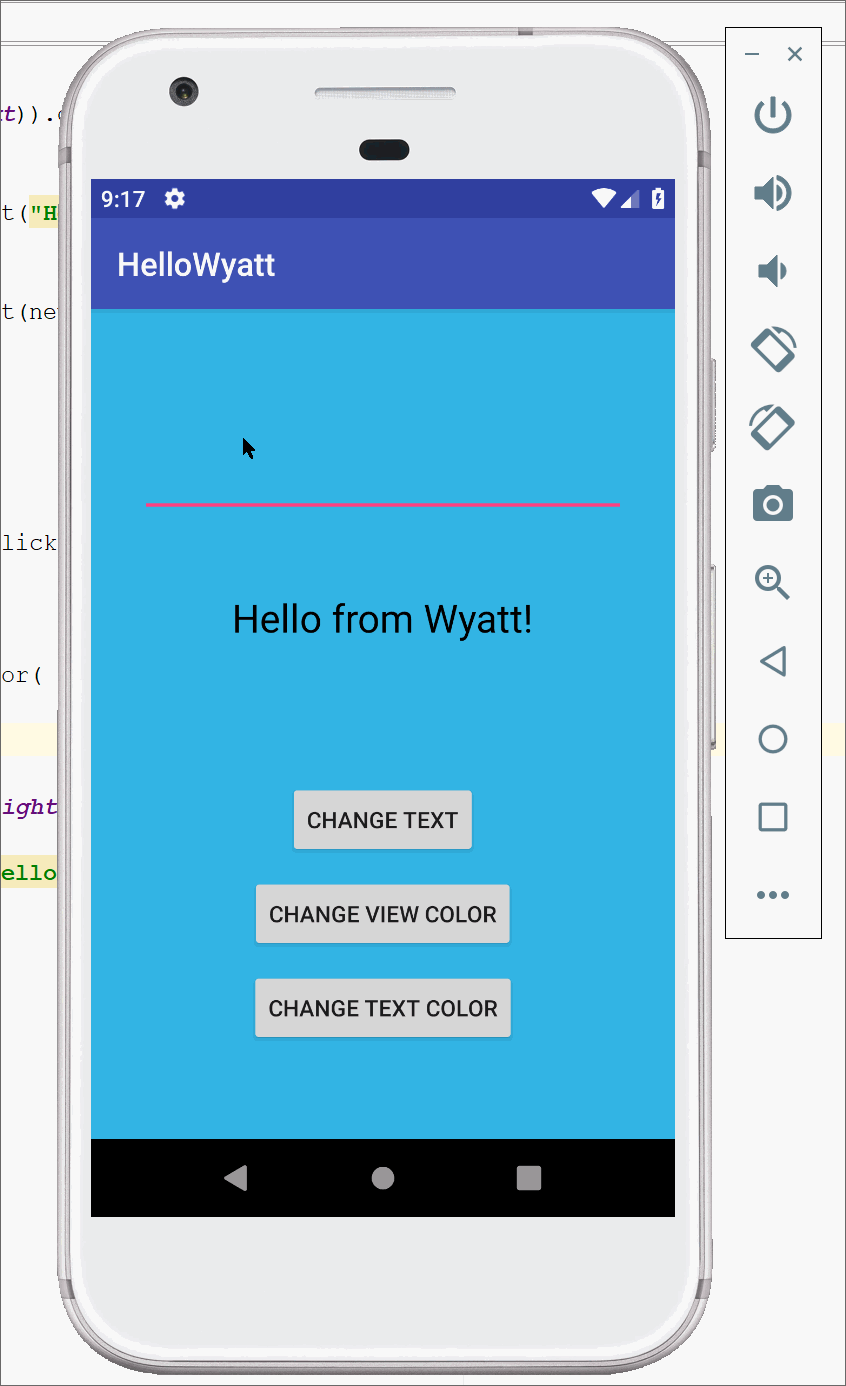 t)).
t("H
9:17
HelloWyatt
t(ne
lick
Hello from Wyatt!
or(
ight
CHANGE TEXT
ello
CHANGE VIEW COLOR
CHANGE TEXT COLOR